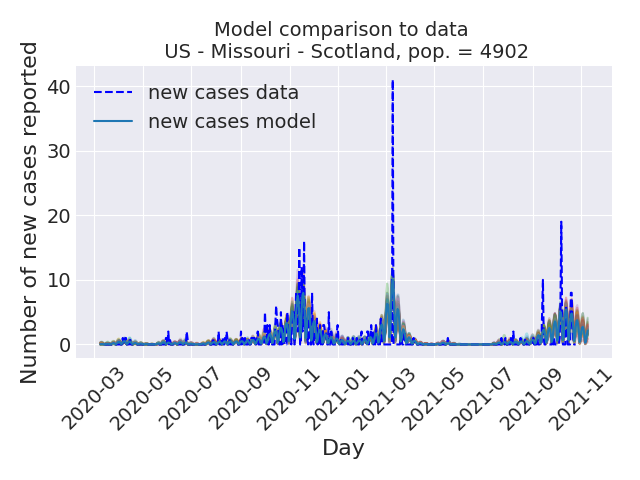 Model comparison to data
US - Missouri - Scotland, pop. = 4902
Number of new cases reported
40
30
20
10
0
new cases data
new cases model
2020-03
2020-05
2020-07
2020-09
2020-11
2021-01
2021-03
2021-05
2021-07
2021-09
2021-11
Day